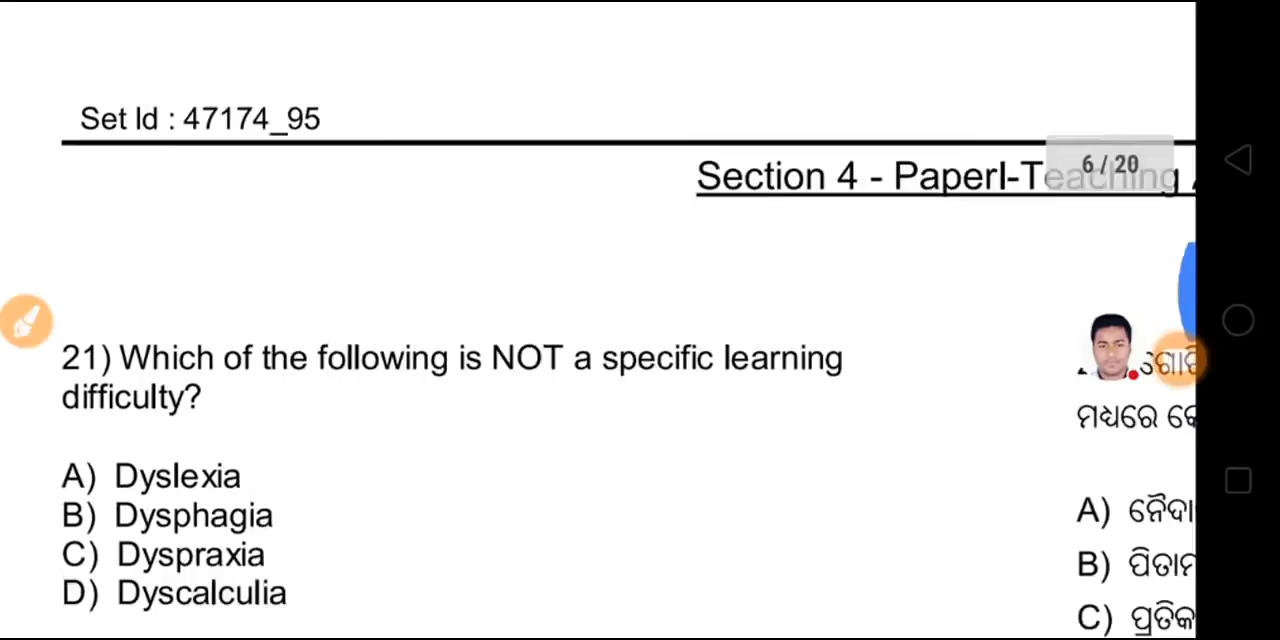 Set Id : 47174_95
6 / 20
Section 4 - PaperI-Teaching
21) Which of the following is NOT a specific learning
difficulty?
A) Dyslexia
B) Dysphagia
C) Dyspraxia
D) Dyscalculia
ମଧ୍ୟରେ
A)
B)
C)